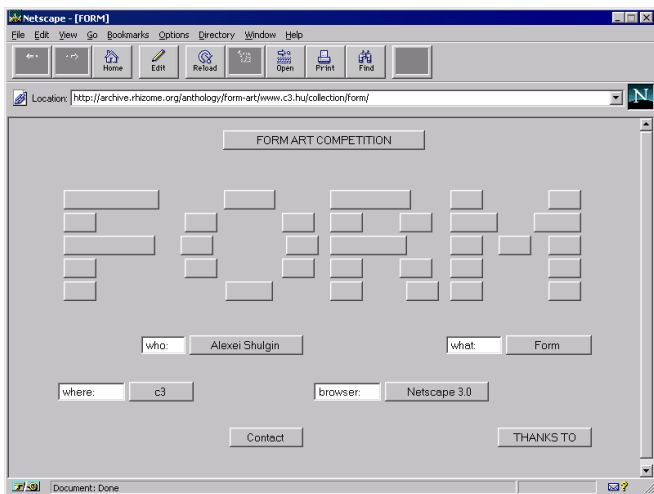 Netscape - [FORM]
File Edit View Go Bookmarks Options Directory Window Help
Home Edit Reload Open Print Find
Location: http://archive.rhizome.org/anthology/form-art/www.c3.hu/collection/form/
N
FORM ART COMPETITION
FORM
who: Alexei Shulgin what: Form
where: c3 browser: Netscape 3.0
Contact THANKS TO
Document: Done